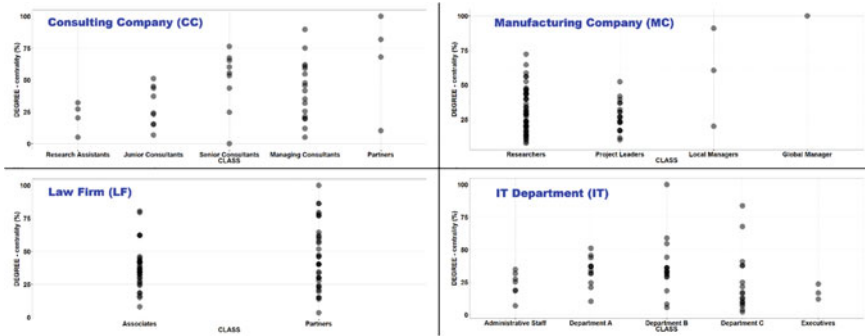 Consulting Company (CC)
DEGREE - centrality (%)
100
75
50
25
0
Research Assistants Junior Consultants Senior Consultants Managing Consultants Partners
CLASS
Manufacturing Company (MC)
DEGREE - centrality (%)
100
75
50
25
Researchers Project Leaders Local Managers Global Manager
CLASS
Law Firm (LF)
DEGREE - centrality (%)
100
75
50
25
0
Associates Partners
CLASS
IT Department (IT)
DEGREE - centrality (%)
100
75
50
25
0
Administrative Staff Department A Department B Department C Executives
CLASS